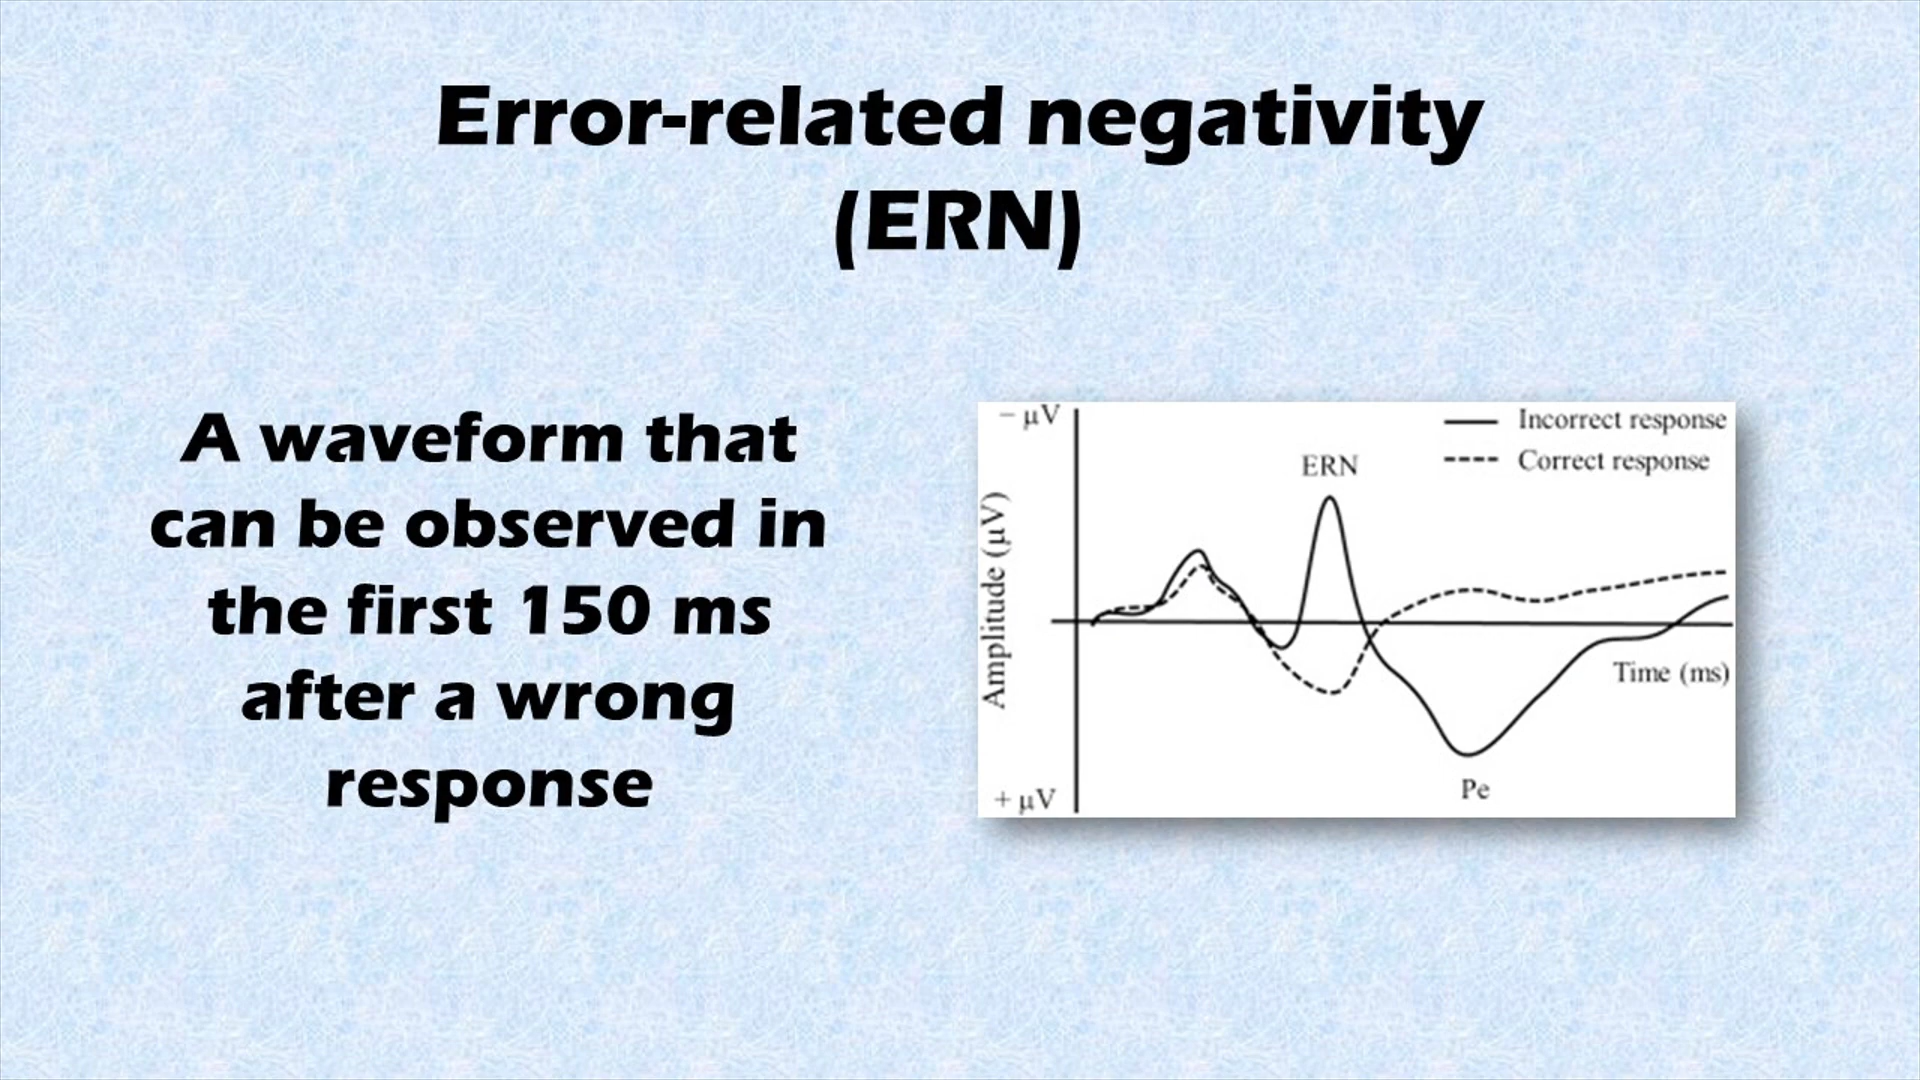 Error-related negativity
(ERN)
A waveform that
can be observed in
the first 150 ms
after a wrong
response
− μV
Incorrect response
Correct response
ERN
Amplitude (μV)
Time (ms)
Pe
+ μV